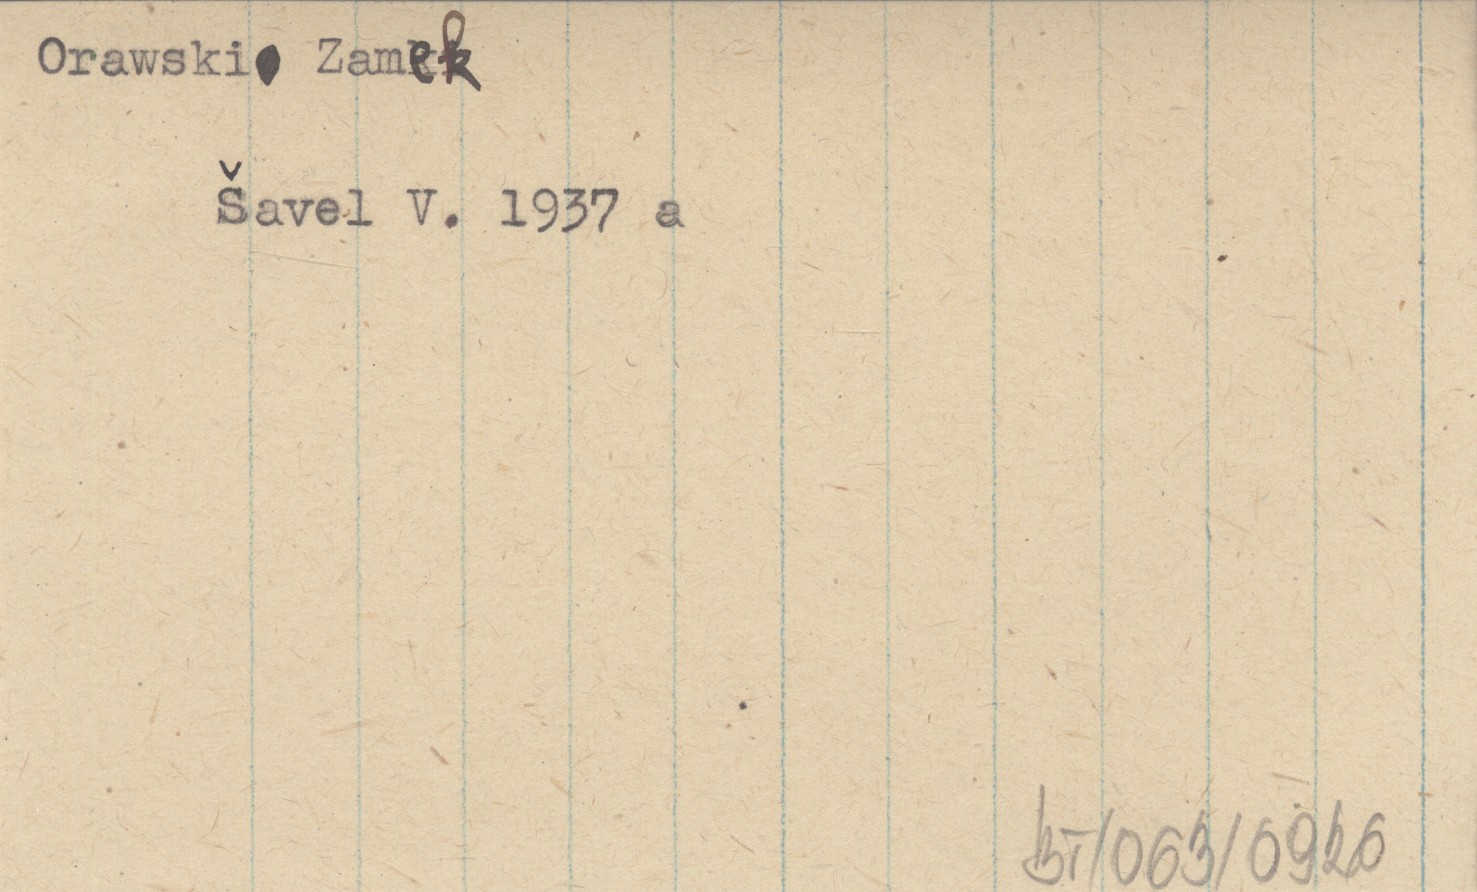 Orawski Zamek
Šavel V. 1937 a
BT/063/0926